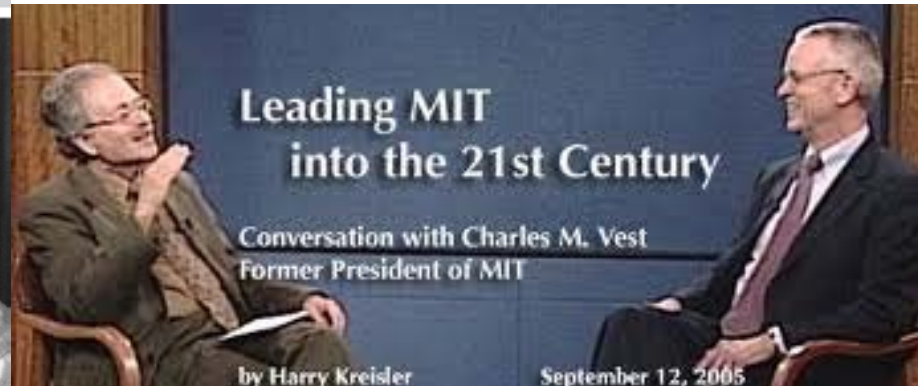 Leading MIT
into the 21st Century
Conversation with Charles M. Vest
Former President of MIT
by Harry Kreisler
September 12, 2005